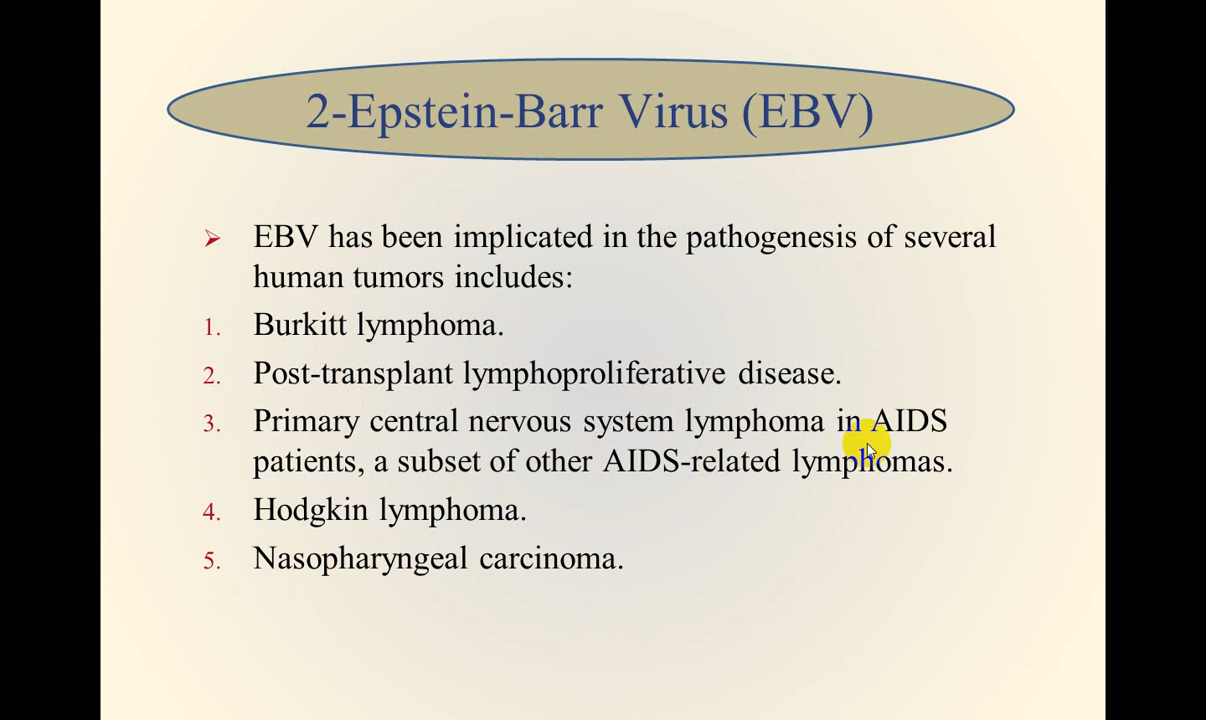 2-Epstein-Barr Virus (EBV)
➢ EBV has been implicated in the pathogenesis of several
human tumors includes:
1. Burkitt lymphoma.
2. Post-transplant lymphoproliferative disease.
3. Primary central nervous system lymphoma in AIDS
patients, a subset of other AIDS-related lymphomas.
4. Hodgkin lymphoma.
5. Nasopharyngeal carcinoma.